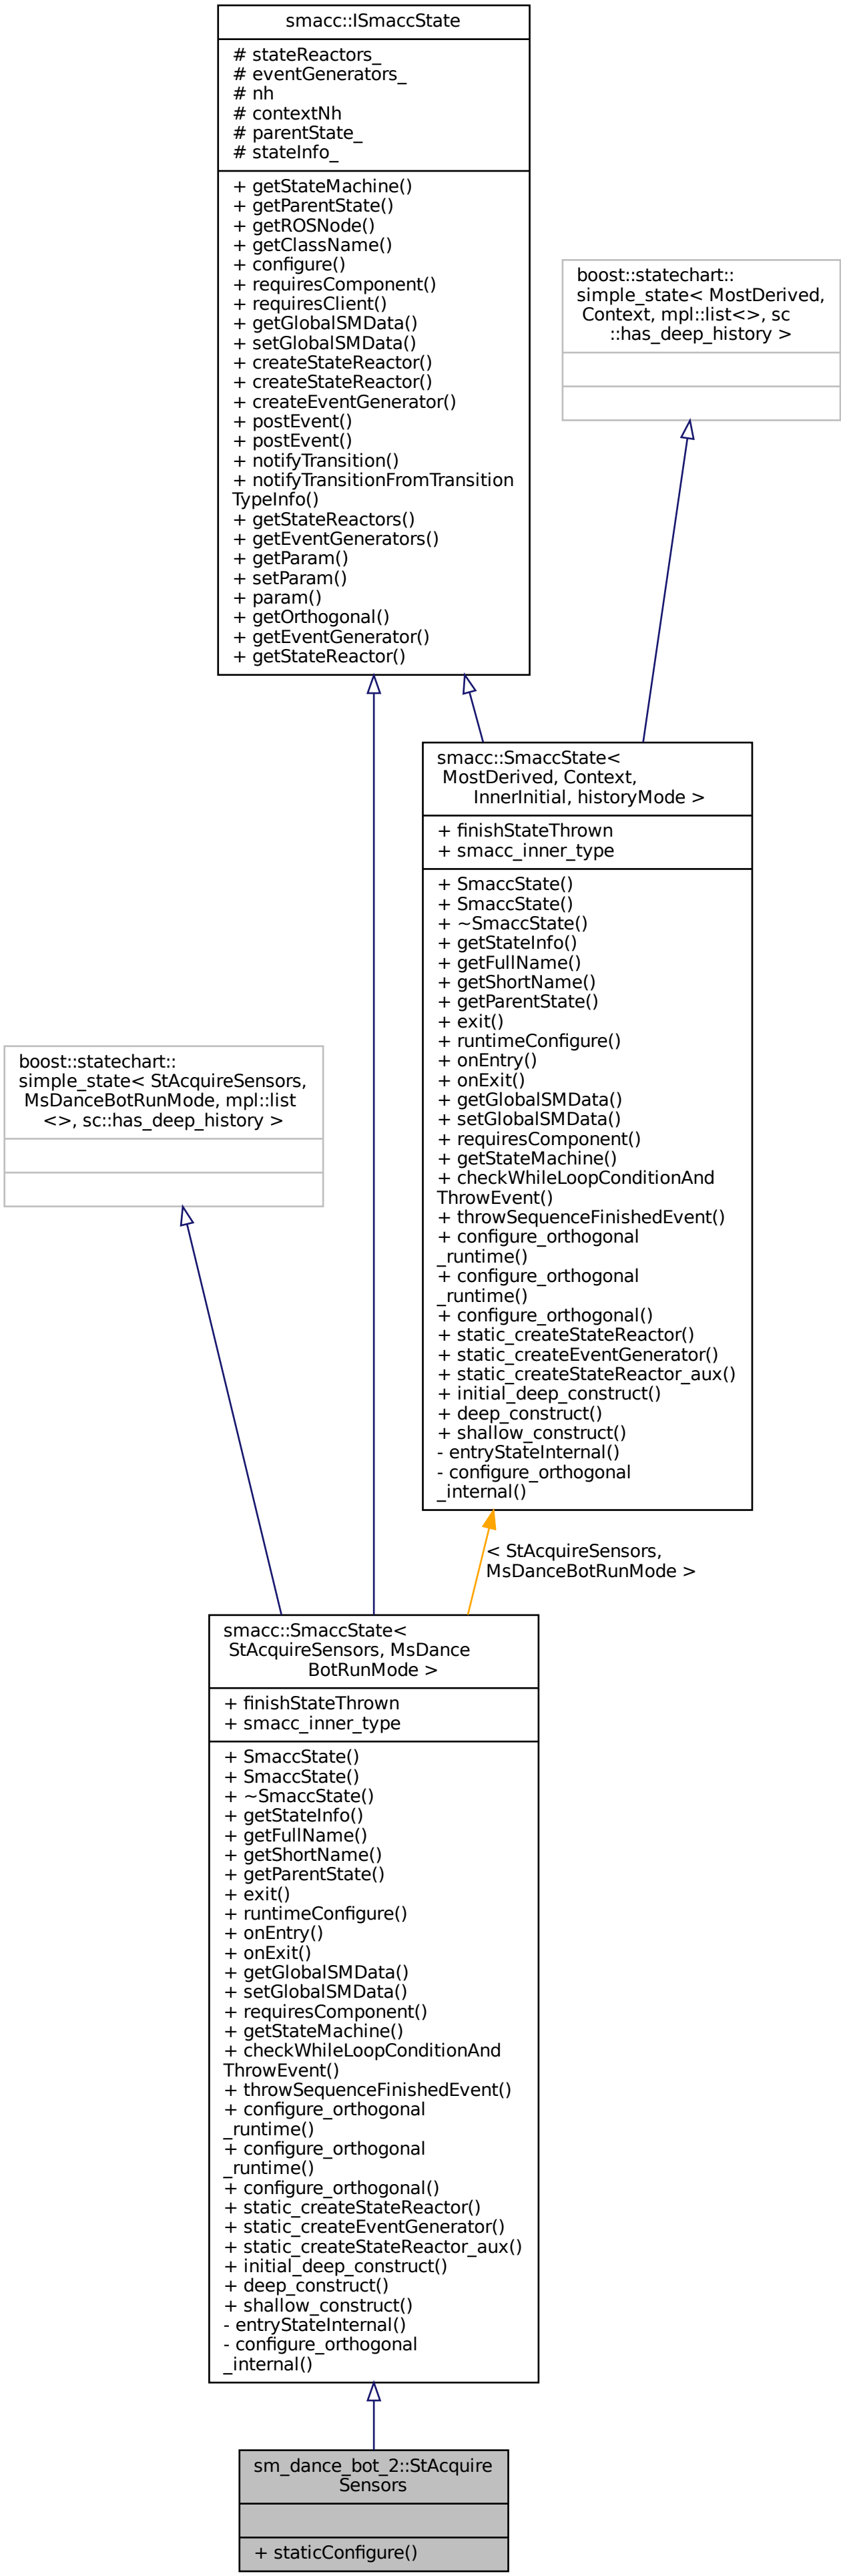 smacc::ISmaccState
# stateReactors_
# eventGenerators_
# nh
# contextNh
# parentState_
# stateInfo_
+ getStateMachine()
+ getParentState()
+ getROSNode()
+ getClassName()
+ configure()
+ requiresComponent()
+ requiresClient()
+ getGlobalSMData()
+ setGlobalSMData()
+ createStateReactor()
+ createStateReactor()
+ createEventGenerator()
+ postEvent()
+ postEvent()
+ notifyTransition()
+ notifyTransitionFromTransition
TypeInfo()
+ getStateReactors()
+ getEventGenerators()
+ getParam()
+ setParam()
+ param()
+ getOrthogonal()
+ getEventGenerator()
+ getStateReactor()
boost::statechart::
simple_state< MostDerived,
Context, mpl::list<>, sc
::has_deep_history >
smacc::SmaccState<
MostDerived, Context,
InnerInitial, historyMode >
+ finishStateThrown
+ smacc_inner_type
+ SmaccState()
+ SmaccState()
+ ~SmaccState()
+ getStateInfo()
+ getFullName()
+ getShortName()
+ getParentState()
+ exit()
+ runtimeConfigure()
+ onEntry()
+ onExit()
+ getGlobalSMData()
+ setGlobalSMData()
+ requiresComponent()
+ getStateMachine()
+ checkWhileLoopConditionAnd
ThrowEvent()
+ throwSequenceFinishedEvent()
+ configure_orthogonal
_runtime()
+ configure_orthogonal
_runtime()
+ configure_orthogonal()
+ static_createStateReactor()
+ static_createEventGenerator()
+ static_createStateReactor_aux()
+ initial_deep_construct()
+ deep_construct()
+ shallow_construct()
- entryStateInternal()
- configure_orthogonal
_internal()
boost::statechart::
simple_state< StAcquireSensors,
MsDanceBotRunMode, mpl::list
<>, sc::has_deep_history >
< StAcquireSensors,
MsDanceBotRunMode >
smacc::SmaccState<
StAcquireSensors, MsDance
BotRunMode >
+ finishStateThrown
+ smacc_inner_type
+ SmaccState()
+ SmaccState()
+ ~SmaccState()
+ getStateInfo()
+ getFullName()
+ getShortName()
+ getParentState()
+ exit()
+ runtimeConfigure()
+ onEntry()
+ onExit()
+ getGlobalSMData()
+ setGlobalSMData()
+ requiresComponent()
+ getStateMachine()
+ checkWhileLoopConditionAnd
ThrowEvent()
+ throwSequenceFinishedEvent()
+ configure_orthogonal
_runtime()
+ configure_orthogonal
_runtime()
+ configure_orthogonal()
+ static_createStateReactor()
+ static_createEventGenerator()
+ static_createStateReactor_aux()
+ initial_deep_construct()
+ deep_construct()
+ shallow_construct()
- entryStateInternal()
- configure_orthogonal
_internal()
sm_dance_bot_2::StAcquire
Sensors
+ staticConfigure()